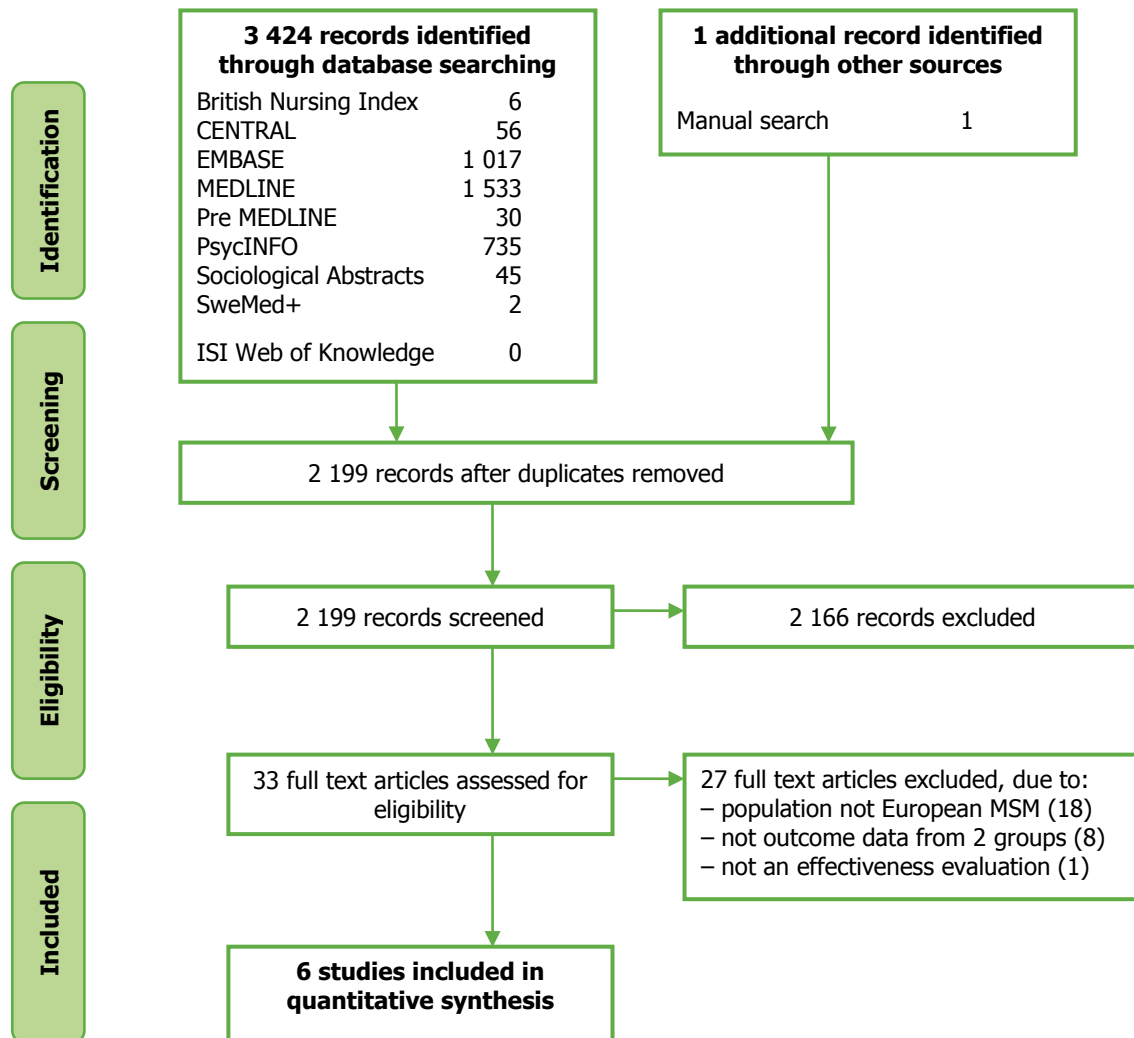 3 424 records identified
through database searching
British Nursing Index 6
CENTRAL 56
EMBASE 1 017
MEDLINE 1 533
Pre MEDLINE 30
PsycINFO 735
Sociological Abstracts 45
SweMed+ 2
ISI Web of Knowledge 0
1 additional record identified
through other sources
Manual search 1
Identification
Screening
2 199 records after duplicates removed
2 199 records screened
2 166 records excluded
Eligibility
33 full text articles assessed for
eligibility
27 full text articles excluded, due to:
– population not European MSM (18)
– not outcome data from 2 groups (8)
– not an effectiveness evaluation (1)
Included
6 studies included in
quantitative synthesis